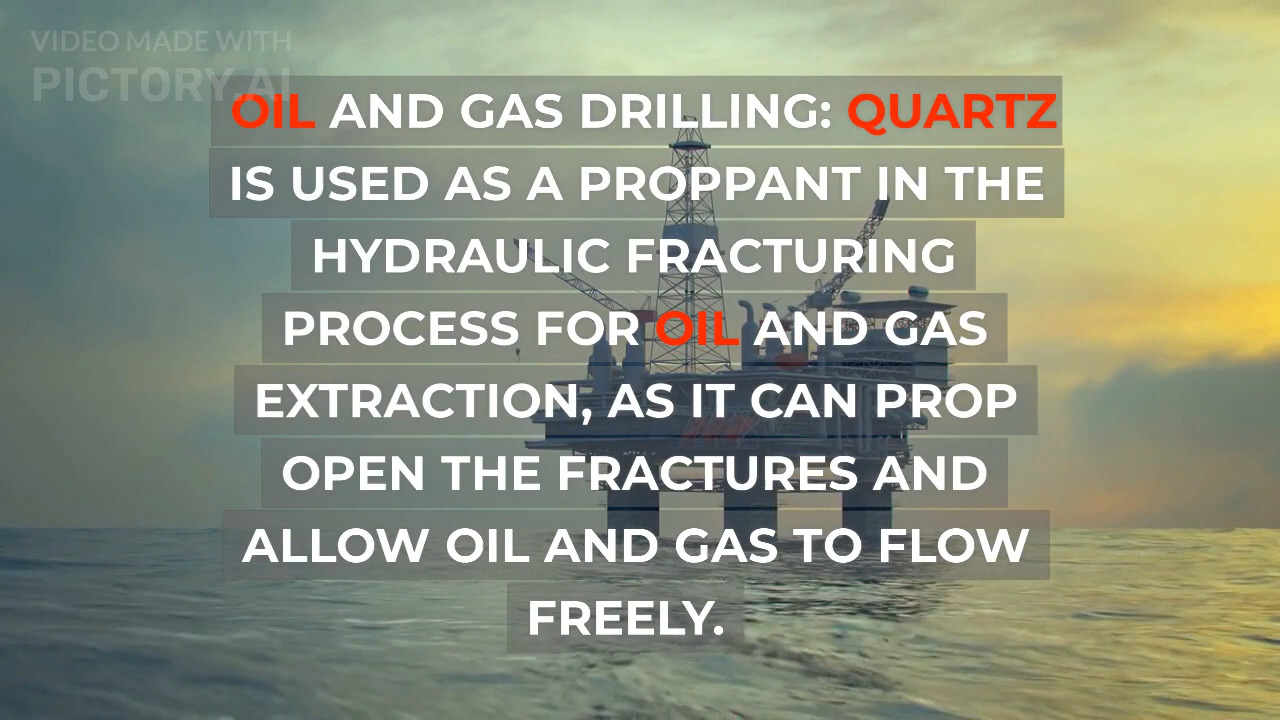 VIDEO MADE WITH
PICTORY.AI
OIL AND GAS DRILLING: QUARTZ
IS USED AS A PROPPANT IN THE
HYDRAULIC FRACTURING
PROCESS FOR OIL AND GAS
EXTRACTION, AS IT CAN PROP
OPEN THE FRACTURES AND
ALLOW OIL AND GAS TO FLOW
FREELY.